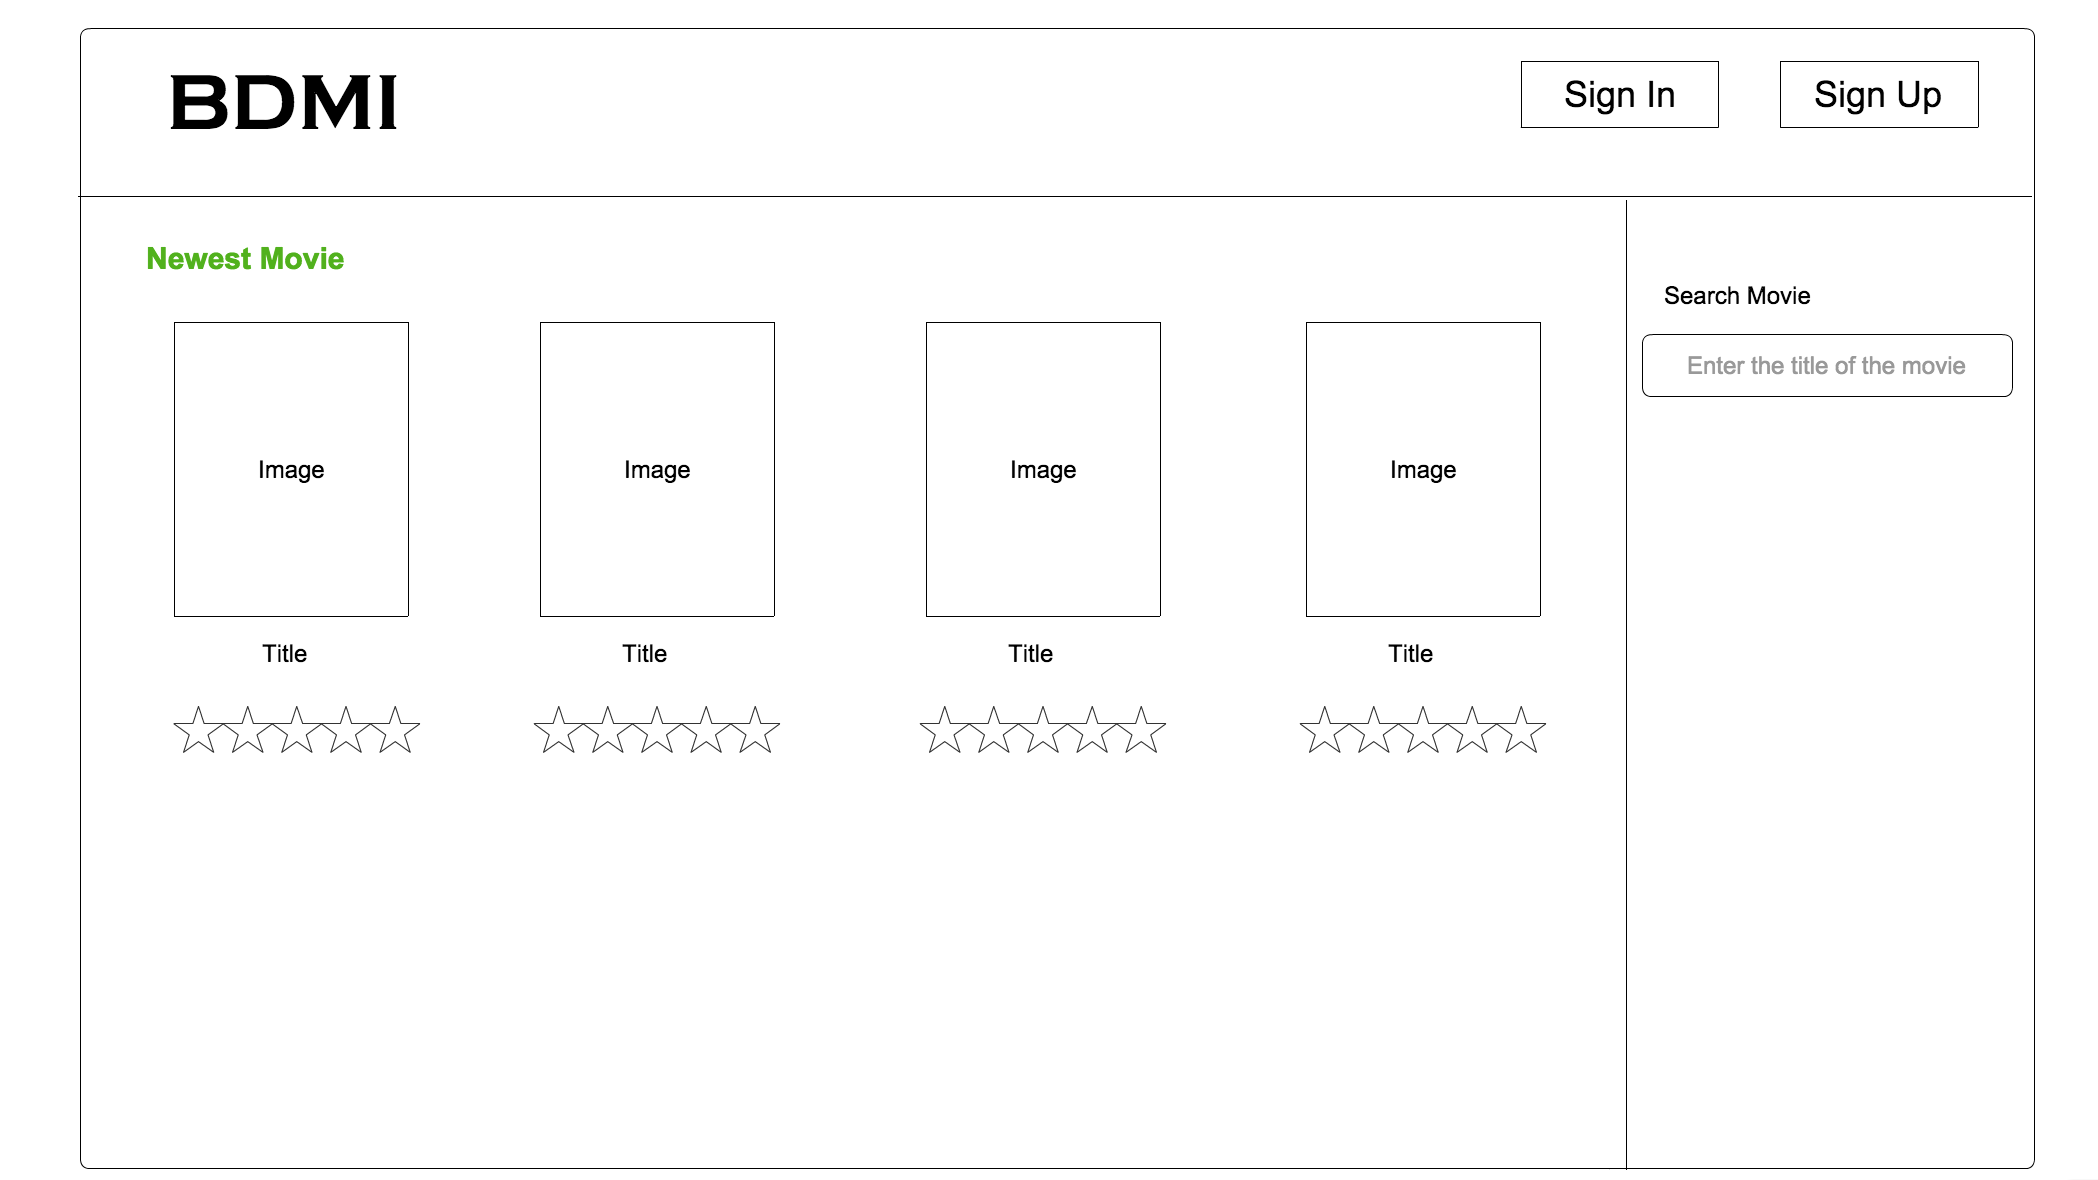 BDMI
Sign In
Sign Up
Newest Movie
Search Movie
Enter the title of the movie
Image
Image
Image
Image
Title
Title
Title
Title